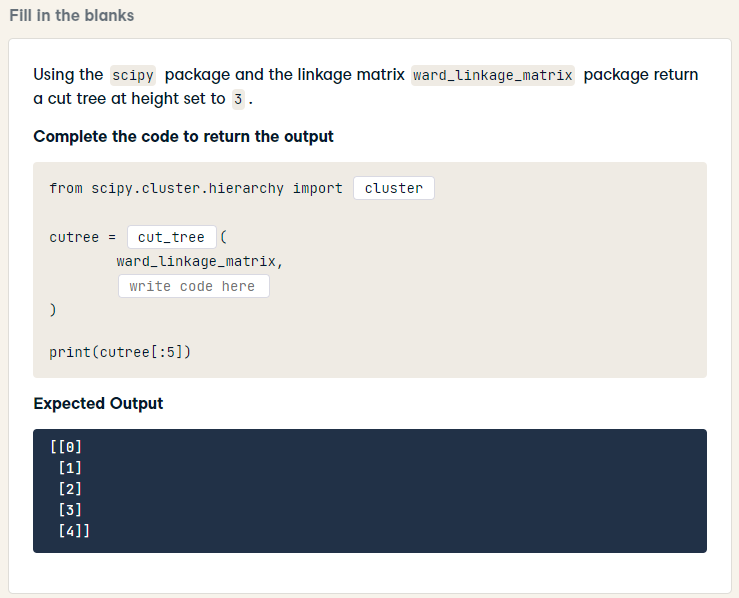 Fill in the blanks
Using the scipy package and the linkage matrix ward_linkage_matrix package return
a cut tree at height set to 3 .
Complete the code to return the output
from scipy.cluster.hierarchy import cluster
cutree = cut_tree (
ward_linkage_matrix,
write code here
)
print(cutree[:5])
Expected Output
[[0]
[1]
[2]
[3]
[4]]